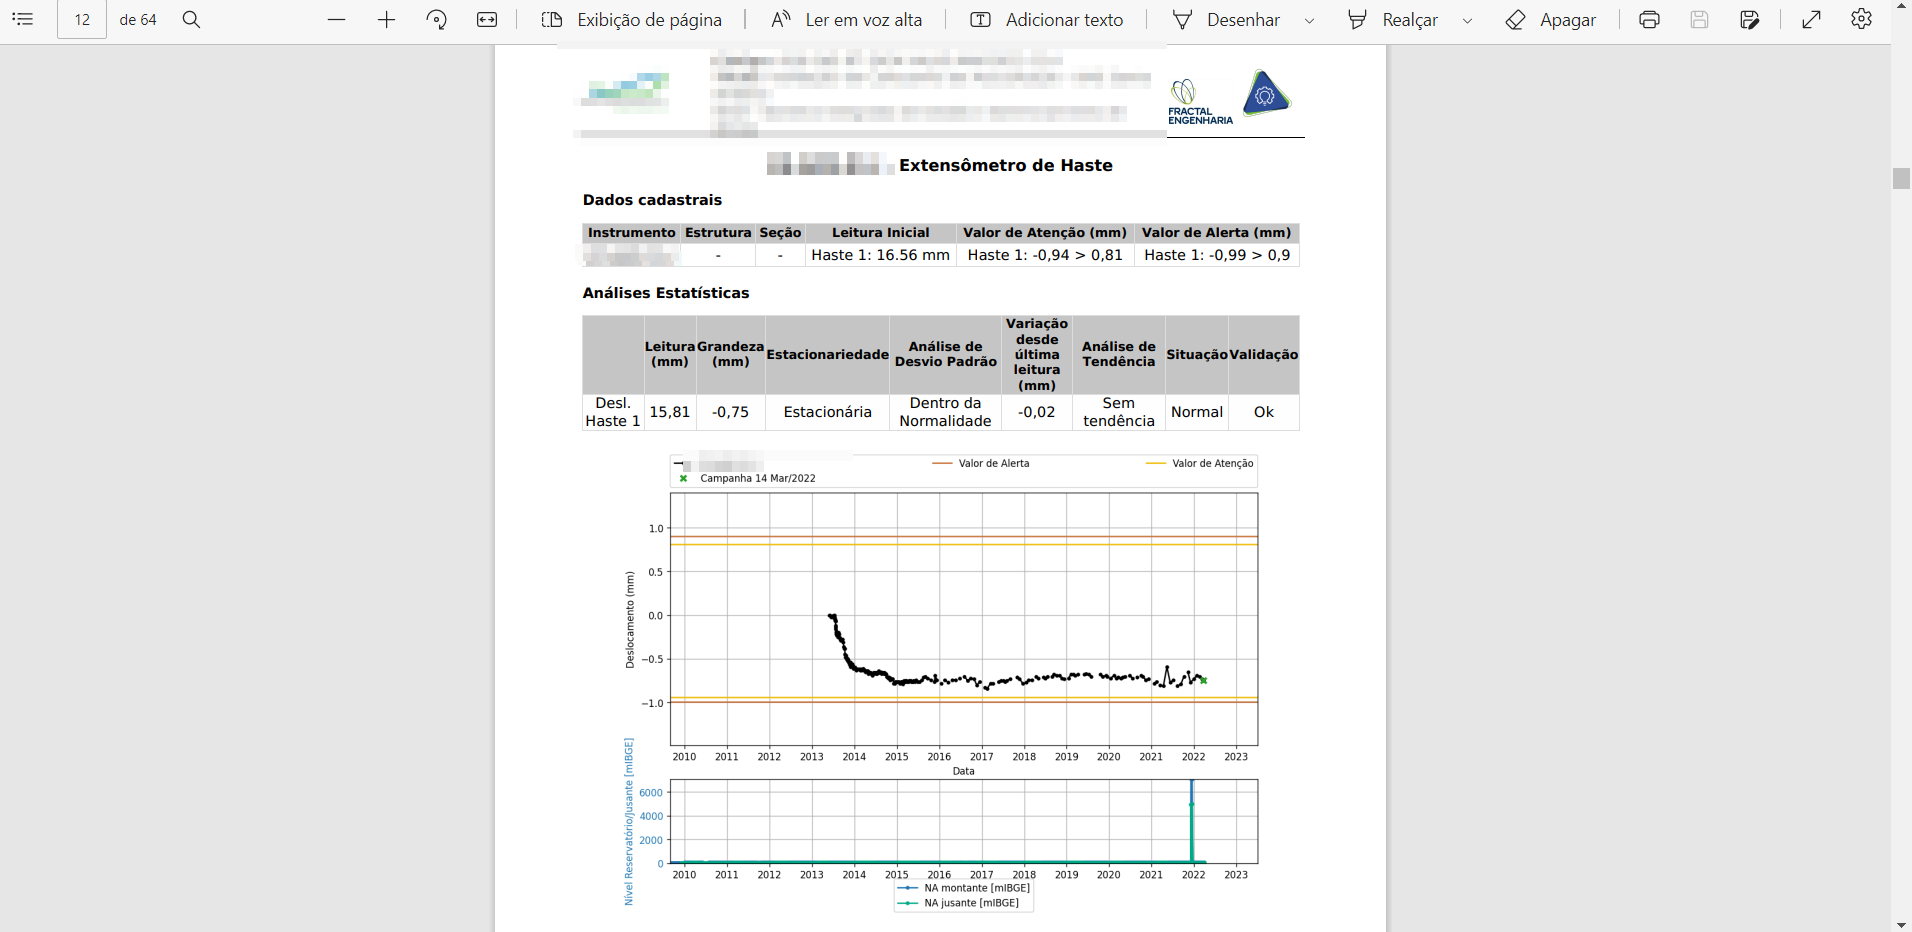 12 de 64 Exibição de página Ler em voz alta Adicionar texto Desenhar Realçar Apagar
FRACTAL
ENGENHARIA
Extensômetro de Haste
Dados cadastrais
Instrumento Estrutura Seção Leitura Inicial Valor de Atenção (mm) Valor de Alerta (mm)
- - Haste 1: 16.56 mm Haste 1: -0,94 > 0,81 Haste 1: -0,99 > 0,9
Análises Estatísticas
Leitura (mm) Grandeza (mm) Estacionariedade Análise de Desvio Padrão Variação desde última leitura (mm) Análise de Tendência Situação Validação
Desl. Haste 1 15,81 -0,75 Estacionária Dentro da Normalidade -0,02 Sem tendência Normal Ok
Valor de Alerta Valor de Atenção
Campanha 14 Mar/2022
Deslocamento (mm)
1.0
0.5
0.0
−0.5
−1.0
2010 2011 2012 2013 2014 2015 2016 2017 2018 2019 2020 2021 2022 2023
Data
Nível Reservatório/Jusante [mIBGE]
6000
4000
2000
0
2010 2011 2012 2013 2014 2015 2016 2017 2018 2019 2020 2021 2022 2023
NA montante [mIBGE]
NA jusante [mIBGE]